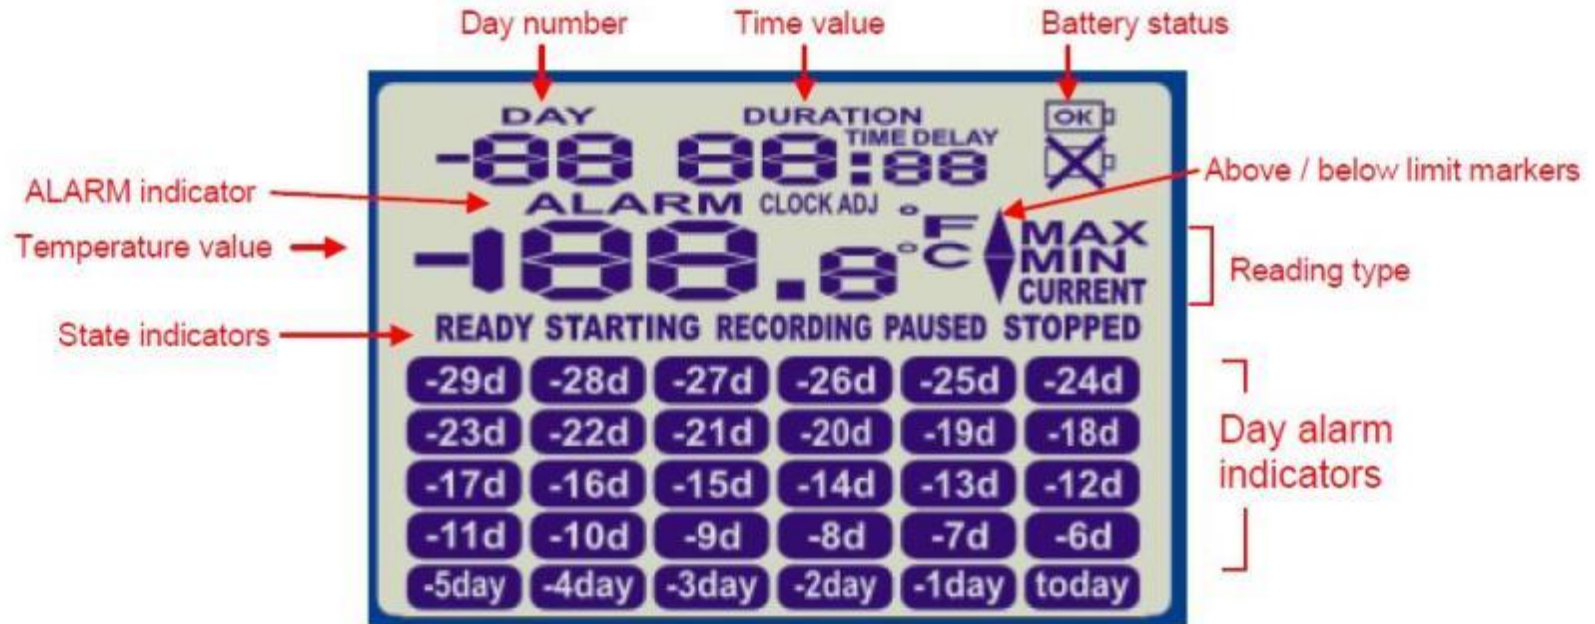 Day number Time value Battery status
DAY DURATION OK
TIME DELAY
-88 88:88
Above / below limit markers
ALARM indicator ALARM CLOCK ADJ
Temperature value -188.8 °F °C MAX
MIN
CURRENT
Reading type
State indicators READY STARTING RECORDING PAUSED STOPPED
-29d -28d -27d -26d -25d -24d
-23d -22d -21d -20d -19d -18d
-17d -16d -15d -14d -13d -12d
-11d -10d -9d -8d -7d -6d
-5day -4day -3day -2day -1day today
Day alarm
indicators